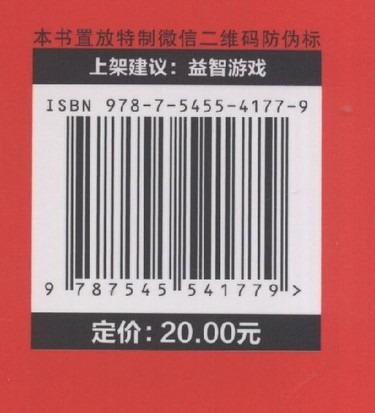 本书置放特制微信二维码防伪标
上架建议：益智游戏
ISBN 978-7-5455-4177-9
9 787545 541779 >
定价：20.00元